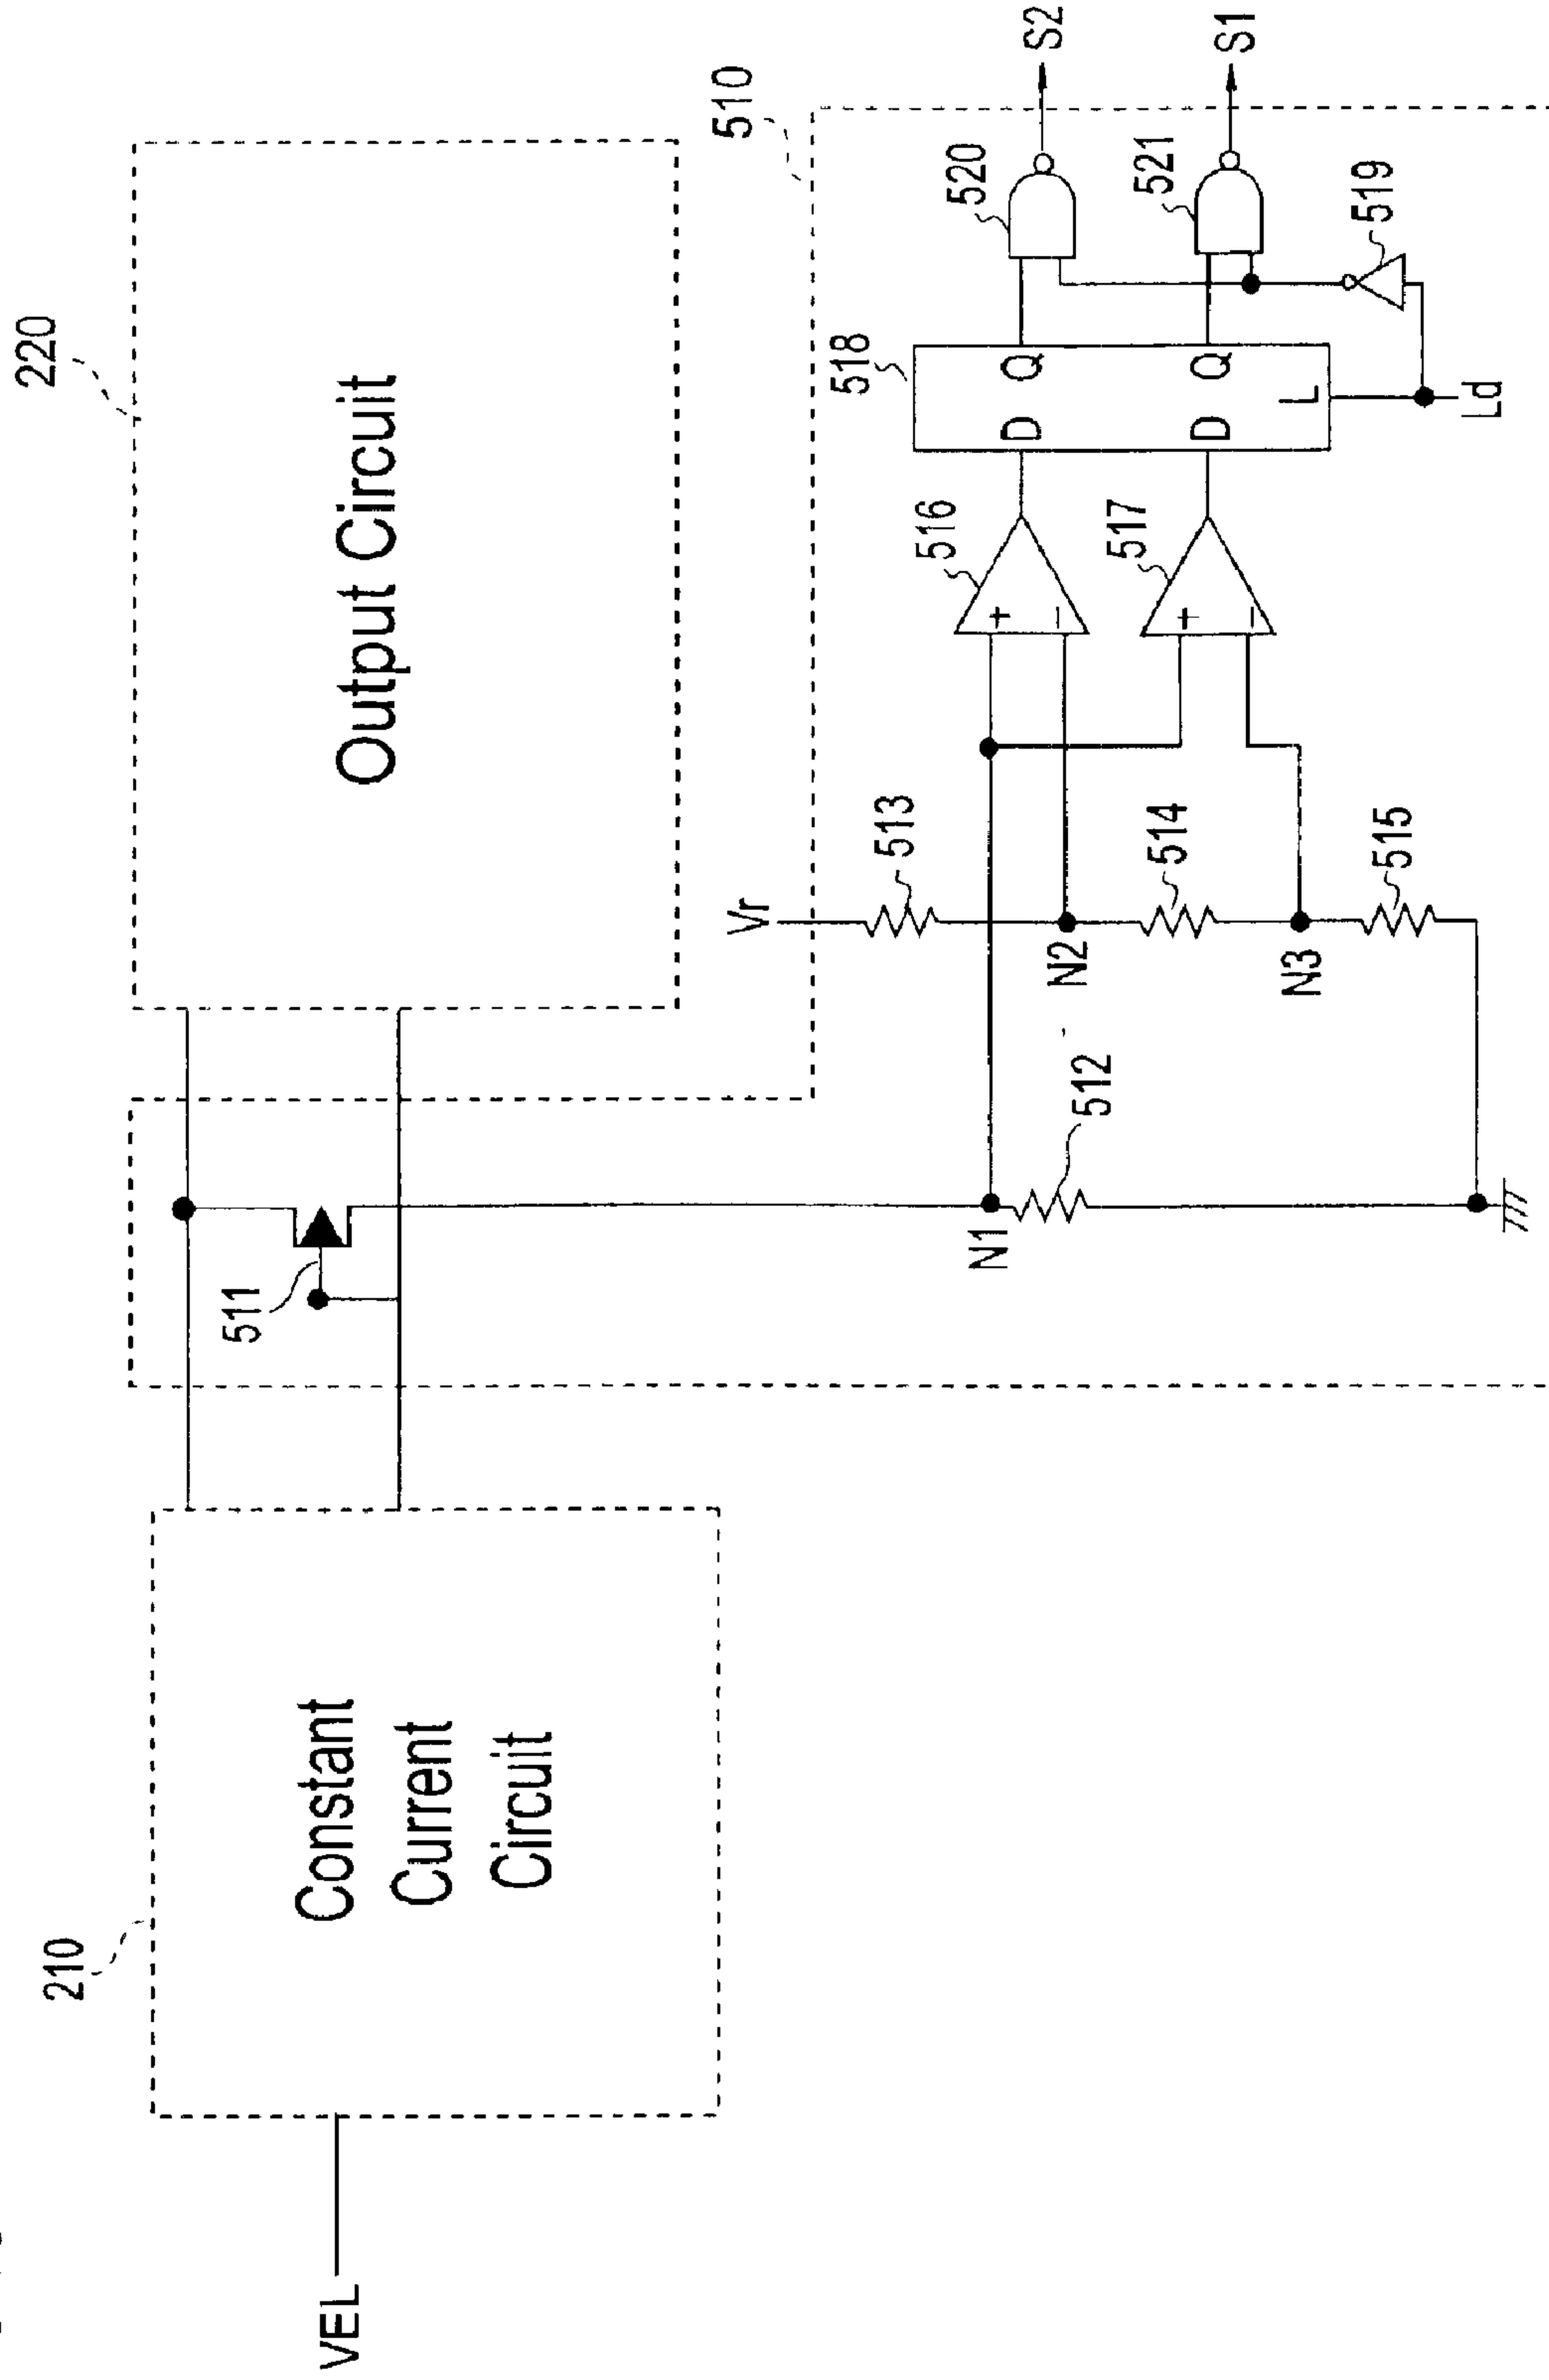 VEL
210
Constant
Current
Circuit
220
Output Circuit
510
511
N1
512
Vr
513
N2
514
N3
515
+
−
516
+
−
517
518
D
Q
D
Q
L
Ld
519
520
521
S2
S1